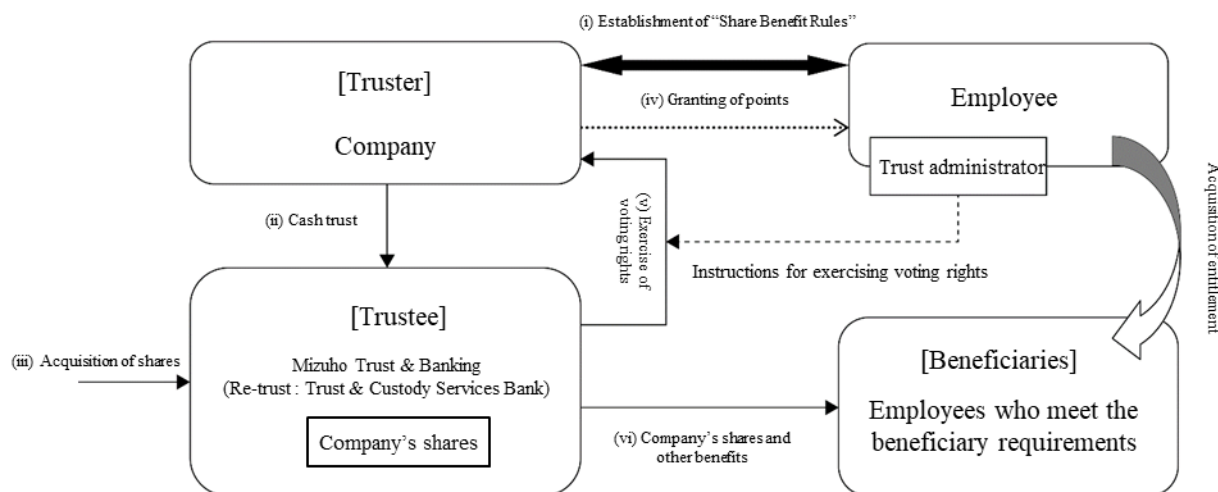 (i) Establishment of “Share Benefit Rules”
[Truster]
Company
(iv) Granting of points
Employee
Trust administrator
(ii) Cash trust
(v) Exercise of
voting rights
Instructions for exercising voting rights
Acquisition of entitlement
[Trustee]
Mizuho Trust & Banking
(Re-trust : Trust & Custody Services Bank)
Company’s shares
(iii) Acquisition of shares
(vi) Company’s shares and
other benefits
[Beneficiaries]
Employees who meet the
beneficiary requirements